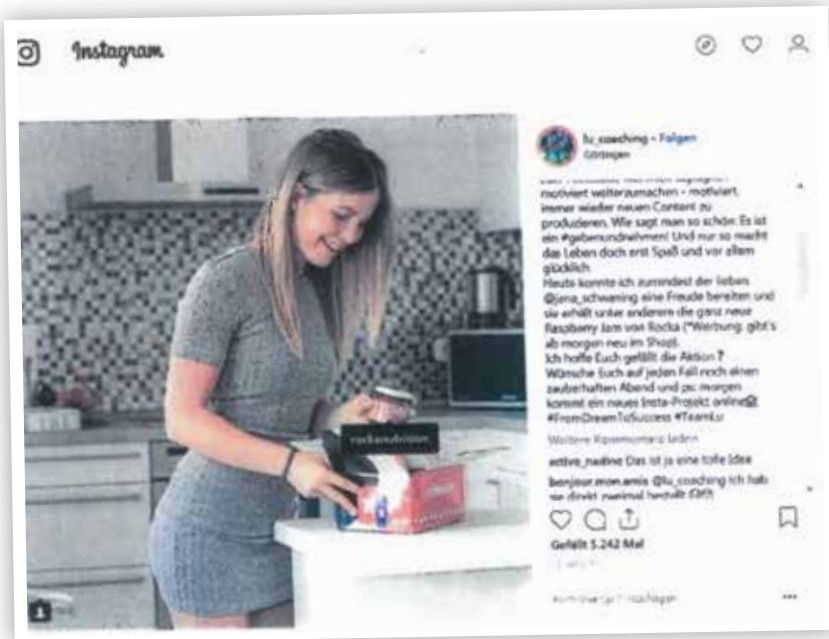 Instagram
lu_coaching • Folgen
Göttingen
motiviert weiterzumachen - motiviert,
immer wieder neuen Content zu
produzieren. Wie sagt man so schön: Es ist
ein #gebenundnehmen! Und nur so macht
das Leben doch erst Spaß und vor allem
glücklich
Heute konnte ich zumindest der lieben
@jana_schwaning eine Freude bereiten und
sie erhält unter anderem die ganz neue
Raspberry Jam von Rocka (*Werbung, gibt's
ab morgen neu im Shop).
Ich hoffe Euch gefällt die Aktion ?
Wünsche Euch auf jeden Fall noch einen
zauberhaften Abend und ps: morgen
kommt ein neues Insta-Projekt online
#FromDreamToSuccess #TeamLu
Weitere Kommentare laden
active_nadine Das ist ja eine tolle Idee
bonjour.mon.amis @lu_coaching ich hab
sie direkt zweimal bestellt
rockanutrition
Gefällt 5.242 Mal